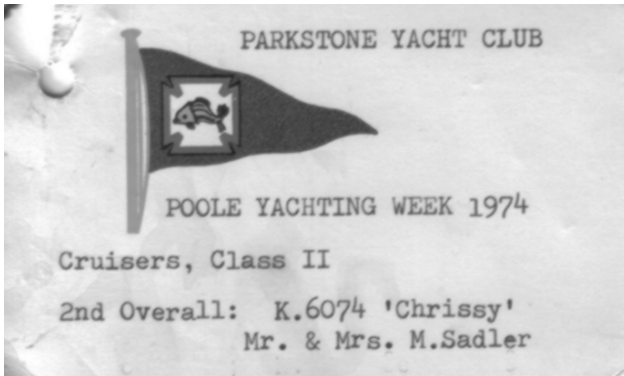 PARKSTONE YACHT CLUB
POOLE YACHTING WEEK 1974
Cruisers, Class II
2nd Overall: K.6074 'Chrissy'
Mr. & Mrs. M.Sadler